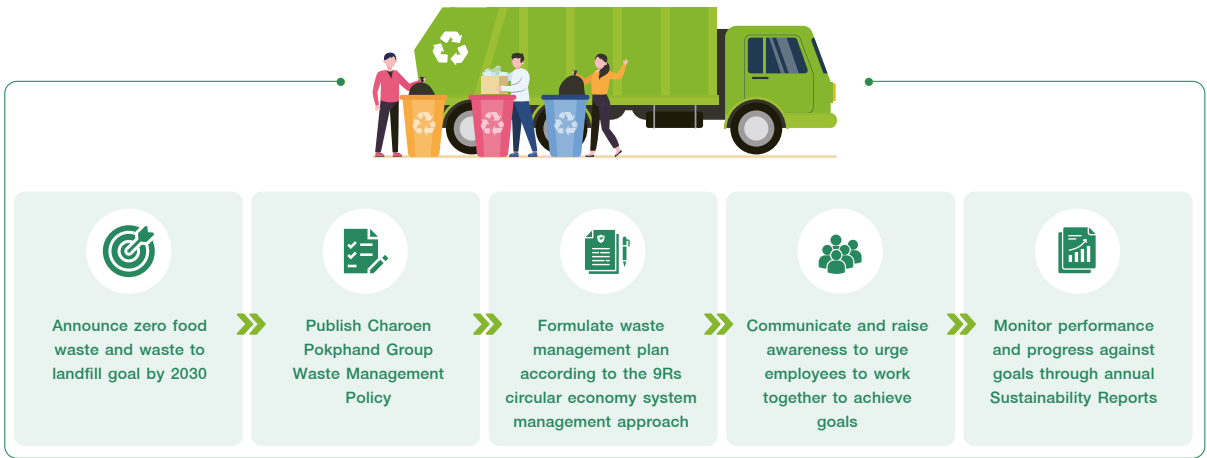 Announce zero food
waste and waste to
landfill goal by 2030
Publish Charoen
Pokphand Group
Waste Management
Policy
Formulate waste
management plan
according to the 9Rs
circular economy system
management approach
Communicate and raise
awareness to urge
employees to work
together to achieve
goals
Monitor performance
and progress against
goals through annual
Sustainability Reports